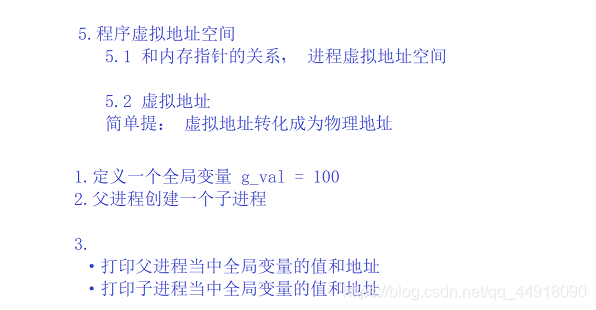 5.程序虚拟地址空间
5.1 和内存指针的关系， 进程虚拟地址空间
5.2 虚拟地址
简单提： 虚拟地址转化成为物理地址
1.定义一个全局变量 g_val = 100
2.父进程创建一个子进程
3.
·打印父进程当中全局变量的值和地址
·打印子进程当中全局变量的值和地址
https://blog.csdn.net/qq_44918090